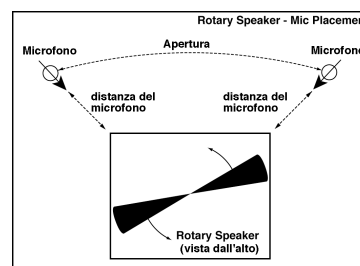 Rotary Speaker - Mic Placemen
Apertura
Microfono
Microfono
distanza del
microfono
distanza del
microfono
Rotary Speaker
(vista dall'alto)